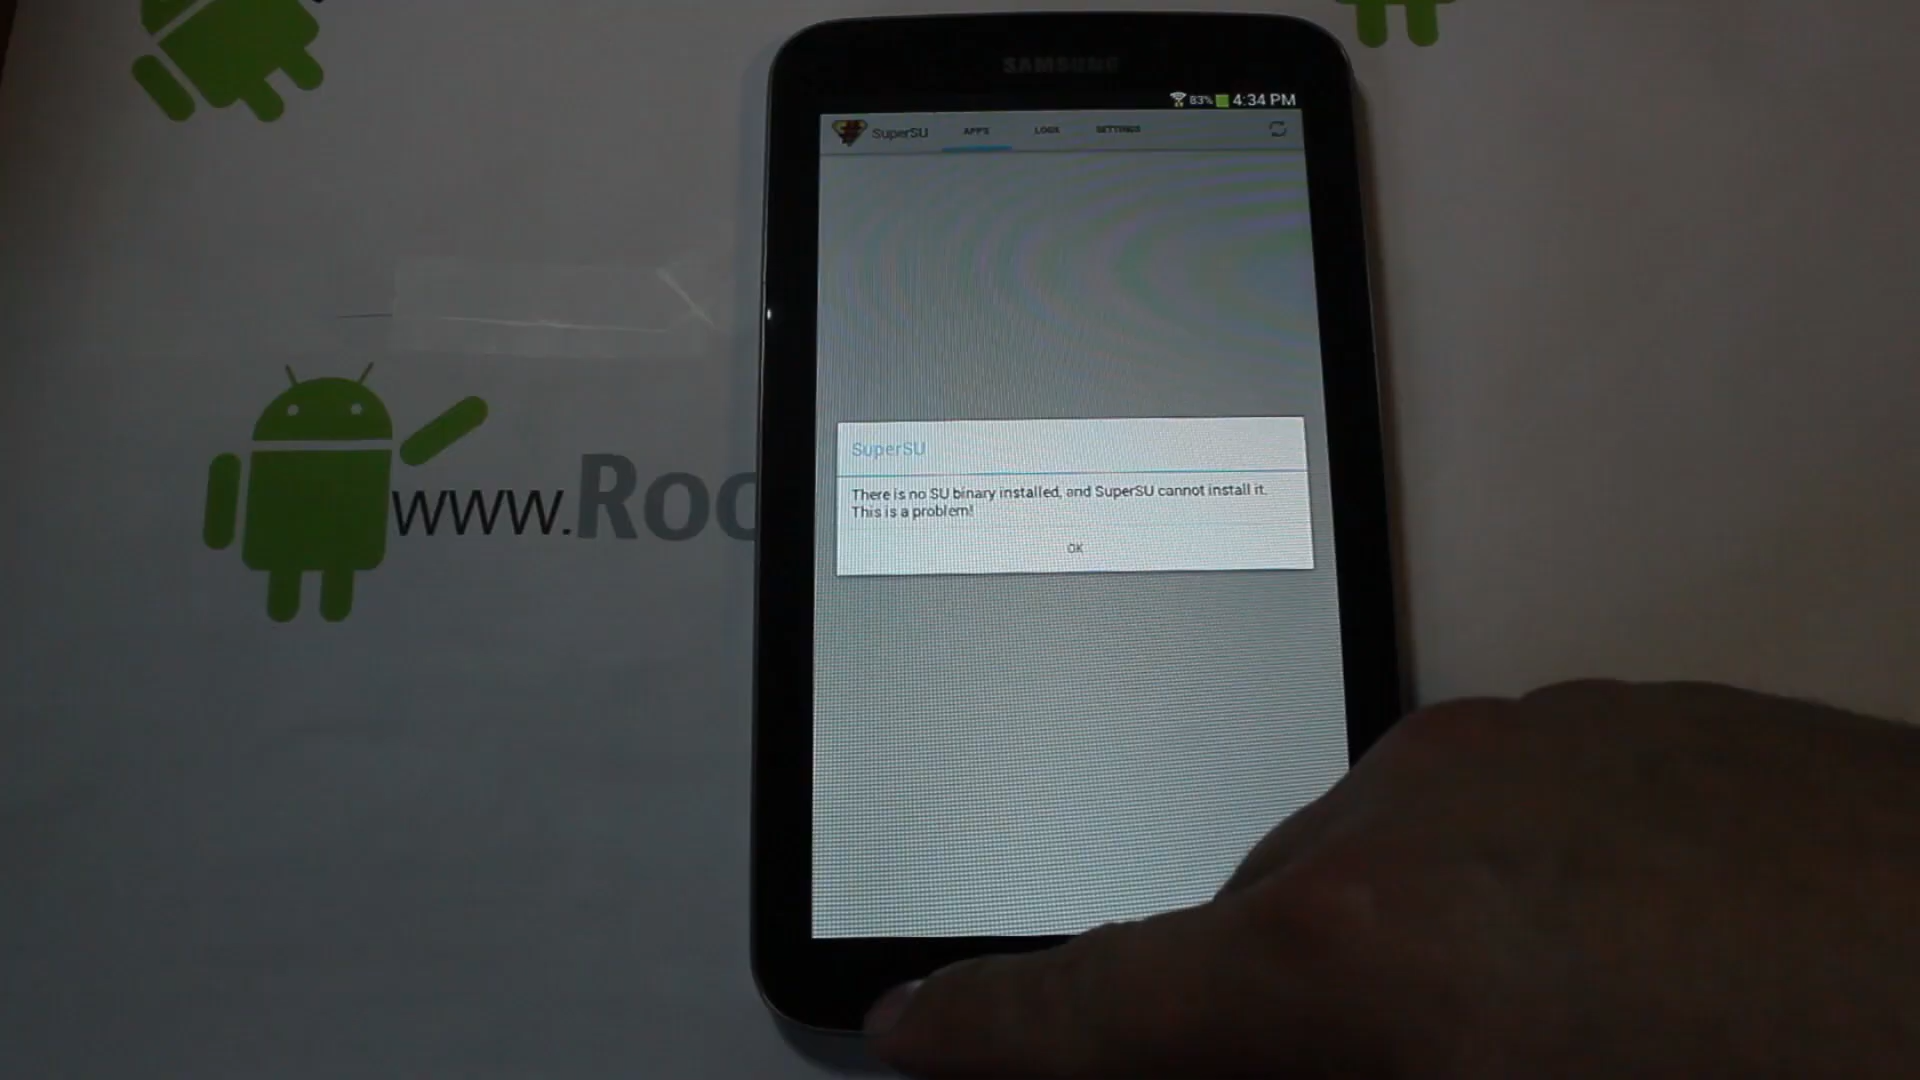 SAMSUNG
83% 4:34 PM
SuperSU APPS LOGS SETTINGS
SuperSU
There is no SU binary installed, and SuperSU cannot install it.
This is a problem!
OK
www.Roo